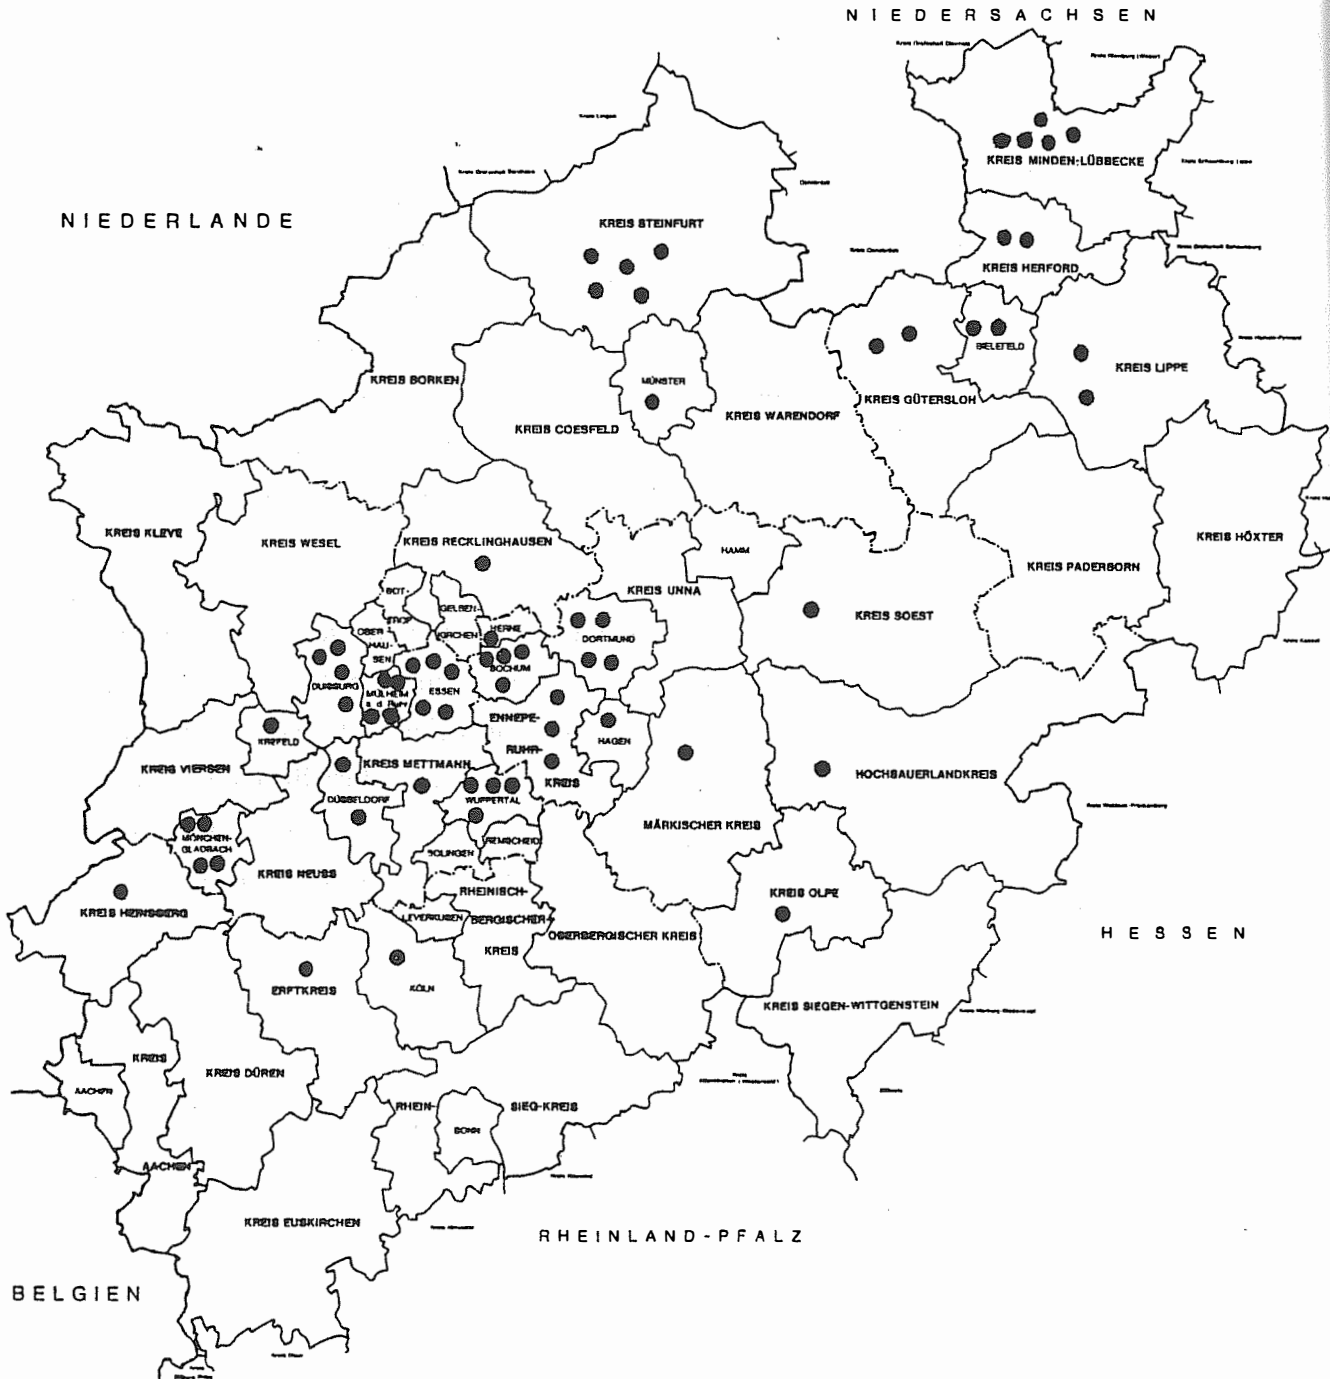 NIEDERSACHSEN
KREIS MINDEN-LÜBBECKE
NIEDERLANDE
KREIS STEINFURT
KREIS HERFORD
BIELEFELD
KREIS LIPPE
KREIS BORKEN
MÜNSTER
KREIS GÜTERSLOH
KREIS WARENDORF
KREIS COESFELD
KREIS KLEVE
KREIS WESEL
KREIS RECKLINGHAUSEN
HAMM
KREIS HÖXTER
KREIS PADERBORN
KREIS UNNA
KREIS SOEST
BOT-
TROP
GELSEN-
KIRCHEN
HERNE
OBER
HAU-
SEN
DORTMUND
BOCHUM
DUISBURG
MÜLHEIM
a. d. Ruhr
ESSEN
ENNEPE-
RUHR-
KREIS
HAGEN
KREFELD
KREIS VIERSEN
KREIS METTMANN
HOCHSAUERLANDKREIS
DÜSSELDORF
WUPPERTAL
MÄRKISCHER KREIS
MÖNCHEN-
GLADBACH
SOLINGEN
REMSCHEID
KREIS NEUSS
RHEINISCH-
BERGISCHER-
KREIS
KREIS OLPE
KREIS HEINSBERG
LEVERKUSEN
OBERBERGISCHER KREIS
HESSEN
ERFTKREIS
KÖLN
KREIS SIEGEN-WITTGENSTEIN
KREIS
AACHEN
KREIS DÜREN
AACHEN
RHEIN-
SIEG-KREIS
BONN
KREIS EUSKIRCHEN
RHEINLAND-PFALZ
BELGIEN